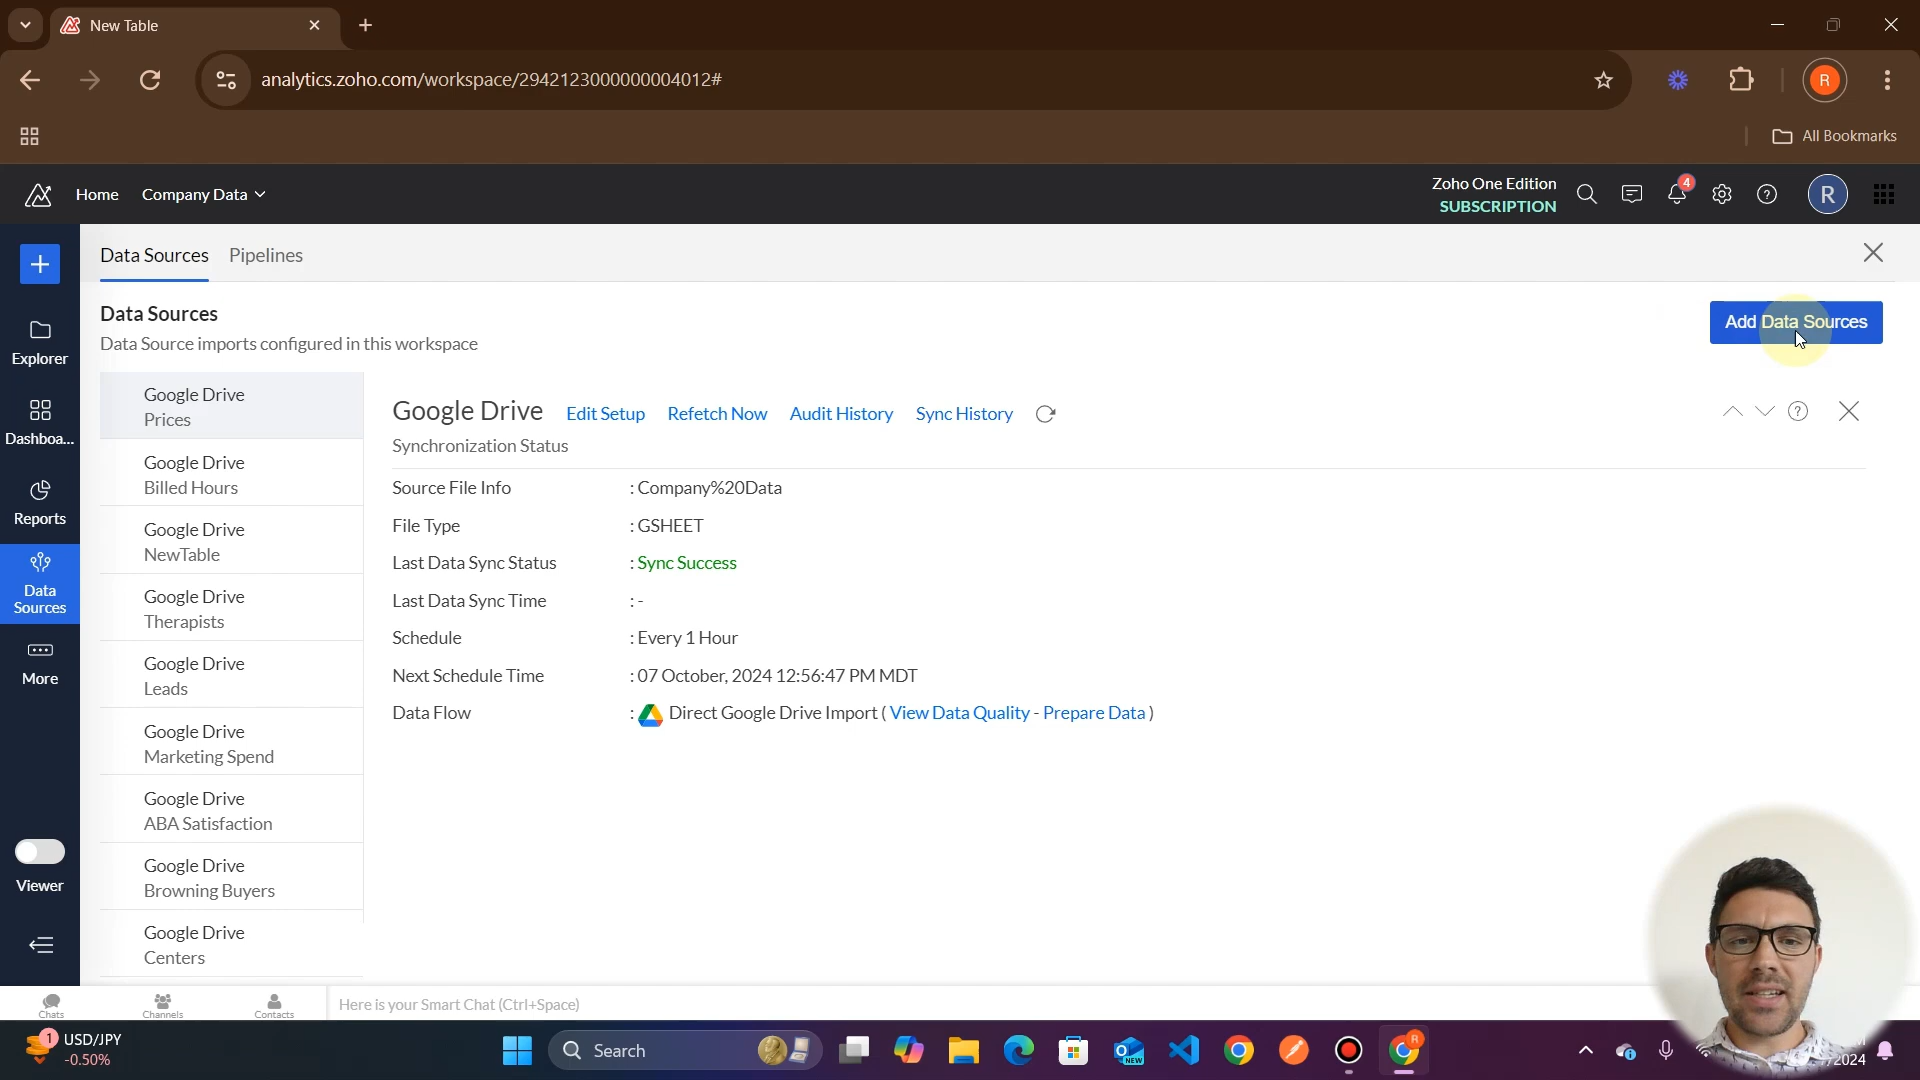 New Table
analytics.zoho.com/workspace/2942123000000004012#
R
All Bookmarks
Home
Company Data
Zoho One Edition
SUBSCRIPTION
4
R
Data Sources
Pipelines
Explorer
Dashboa...
Reports
Data
Sources
More
Viewer
Data Sources
Data Source imports configured in this workspace
Add Data Sources
Google Drive
Prices
Google Drive
Billed Hours
Google Drive
NewTable
Google Drive
Therapists
Google Drive
Leads
Google Drive
Marketing Spend
Google Drive
ABA Satisfaction
Google Drive
Browning Buyers
Google Drive
Centers
Google Drive Edit Setup Refetch Now Audit History Sync History
Synchronization Status
Source File Info : Company%20Data
File Type : GSHEET
Last Data Sync Status : Sync Success
Last Data Sync Time : -
Schedule : Every 1 Hour
Next Schedule Time : 07 October, 2024 12:56:47 PM MDT
Data Flow : Direct Google Drive Import ( View Data Quality - Prepare Data )
Chats
Channels
Contacts
Here is your Smart Chat (Ctrl+Space)
1
USD/JPY
-0.50%
Search
NEW
R
2024